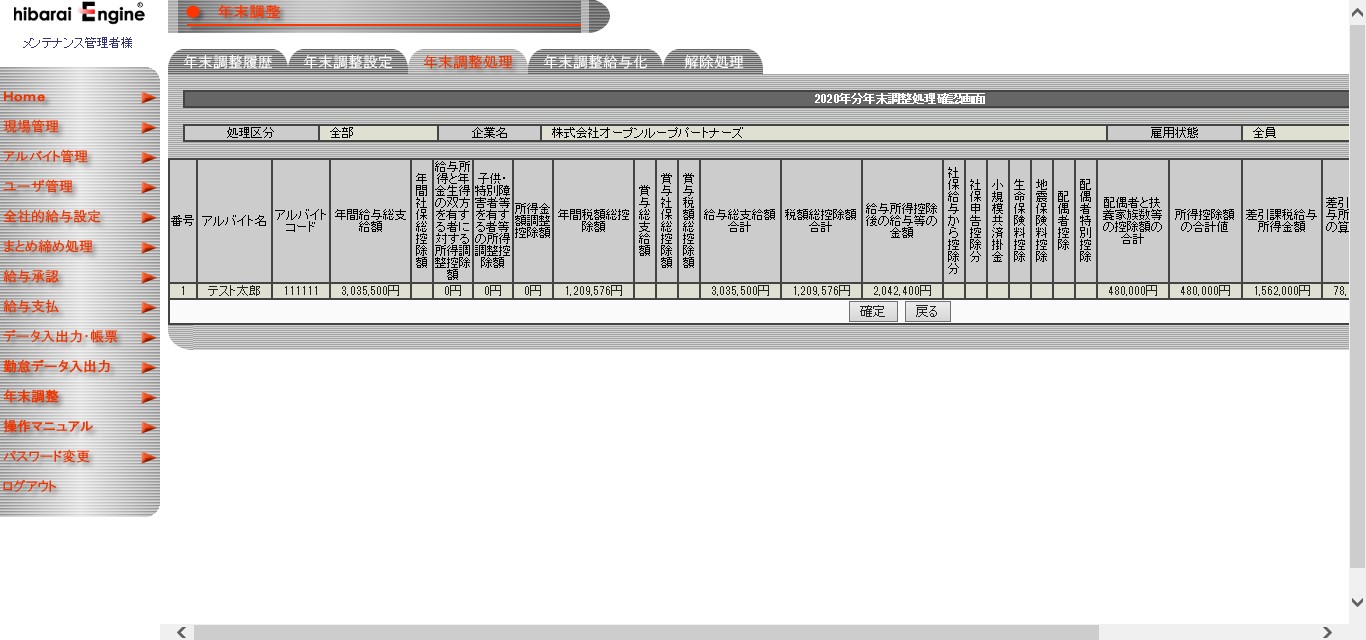 hibarai Engine®
メンテナンス管理者様
Home
現場管理
アルバイト管理
ユーザ管理
全社的給与設定
まとめ締め処理
給与承認
給与支払
データ入出力・帳票
勤怠データ入出力
年末調整
操作マニュアル
パスワード変更
ログアウト
年末調整
年末調整履歴 年末調整設定 年末調整処理 年末調整給与化 解除処理
2020年分年末調整処理確認画面
処理区分 全部 企業名 株式会社オープンループパートナーズ 雇用状態 全員
番号
アルバイト名
アルバイト
コード
年間給与総支
給額
年間社保総控除額
給与所
得と年
金の生得
の双方
を有す
る者に
対する
所得調
整控除
額
子供・
特別障
害者等
を有す
る者等
の所得
調整控
除額
所得金
額調整
控除額
年間税額総控
除額
賞与総支給額
賞与社保総控除額
賞与税額総控除額
給与総支給額
合計
税額総控除額
合計
給与所得控除
後の給与等の
金額
社保給与から控除分
社保申告控除分
小規模共済掛金
生命保険料控除
地震保険料控除
配偶者控除
配偶者特別控除
配偶者と扶
養家族数等
の控除額の
合計
所得控除額
の合計値
差引課税給与
所得金額
差引
与所
の算
1 テスト太郎 111111 3,035,500円 0円 0円 0円 1,209,576円 3,035,500円 1,209,576円 2,042,400円 480,000円 480,000円 1,562,000円 78,
確定 戻る